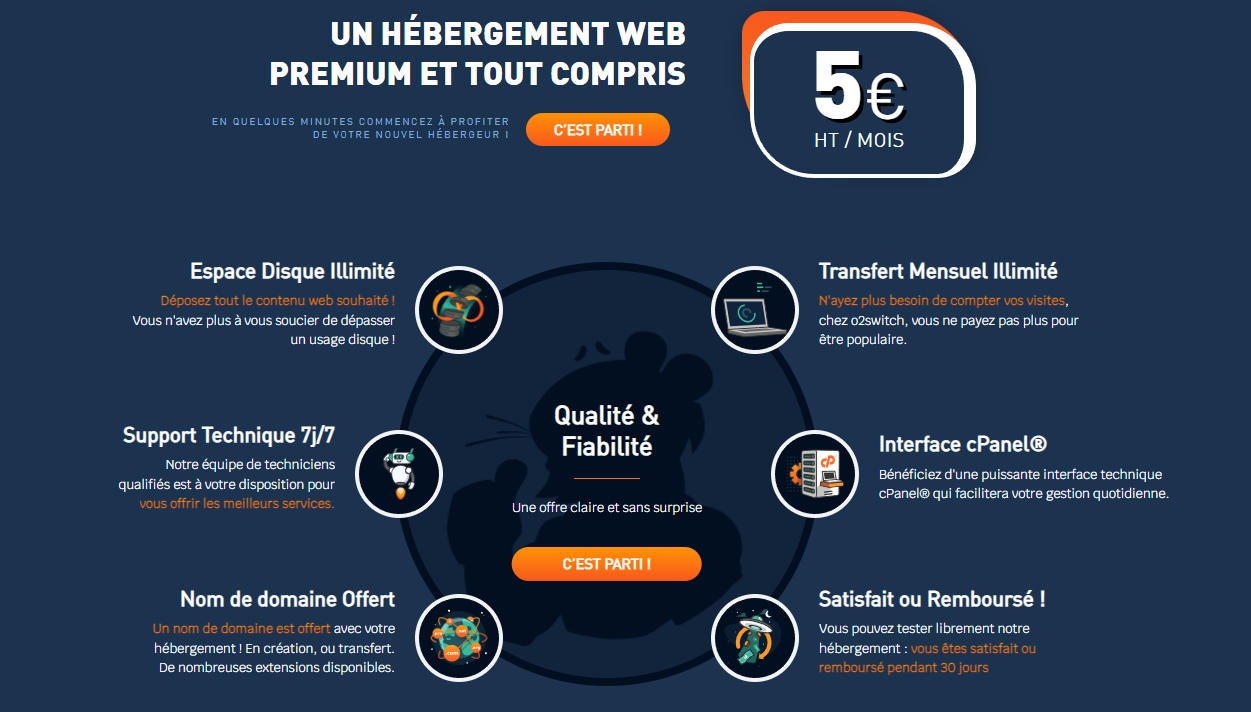 UN HÉBERGEMENT WEB
PREMIUM ET TOUT COMPRIS
EN QUELQUES MINUTES COMMENCEZ À PROFITER
DE VOTRE NOUVEL HÉBERGEUR !
C'EST PARTI !
5€
HT / MOIS
Espace Disque Illimité
Déposez tout le contenu web souhaité !
Vous n'avez plus à vous soucier de dépasser
un usage disque !
Transfert Mensuel Illimité
N'ayez plus besoin de compter vos visites,
chez o2switch, vous ne payez pas plus pour
être populaire.
Support Technique 7j/7
Notre équipe de techniciens
qualifiés est à votre disposition pour
vous offrir les meilleurs services.
Qualité &
Fiabilité
Une offre claire et sans surprise
C'EST PARTI !
Interface cPanel®
Bénéficiez d'une puissante interface technique
cPanel® qui facilitera votre gestion quotidienne.
Nom de domaine Offert
Un nom de domaine est offert avec votre
hébergement ! En création, ou transfert.
De nombreuses extensions disponibles.
.com
Satisfait ou Remboursé !
Vous pouvez tester librement notre
hébergement : vous êtes satisfait ou
remboursé pendant 30 jours